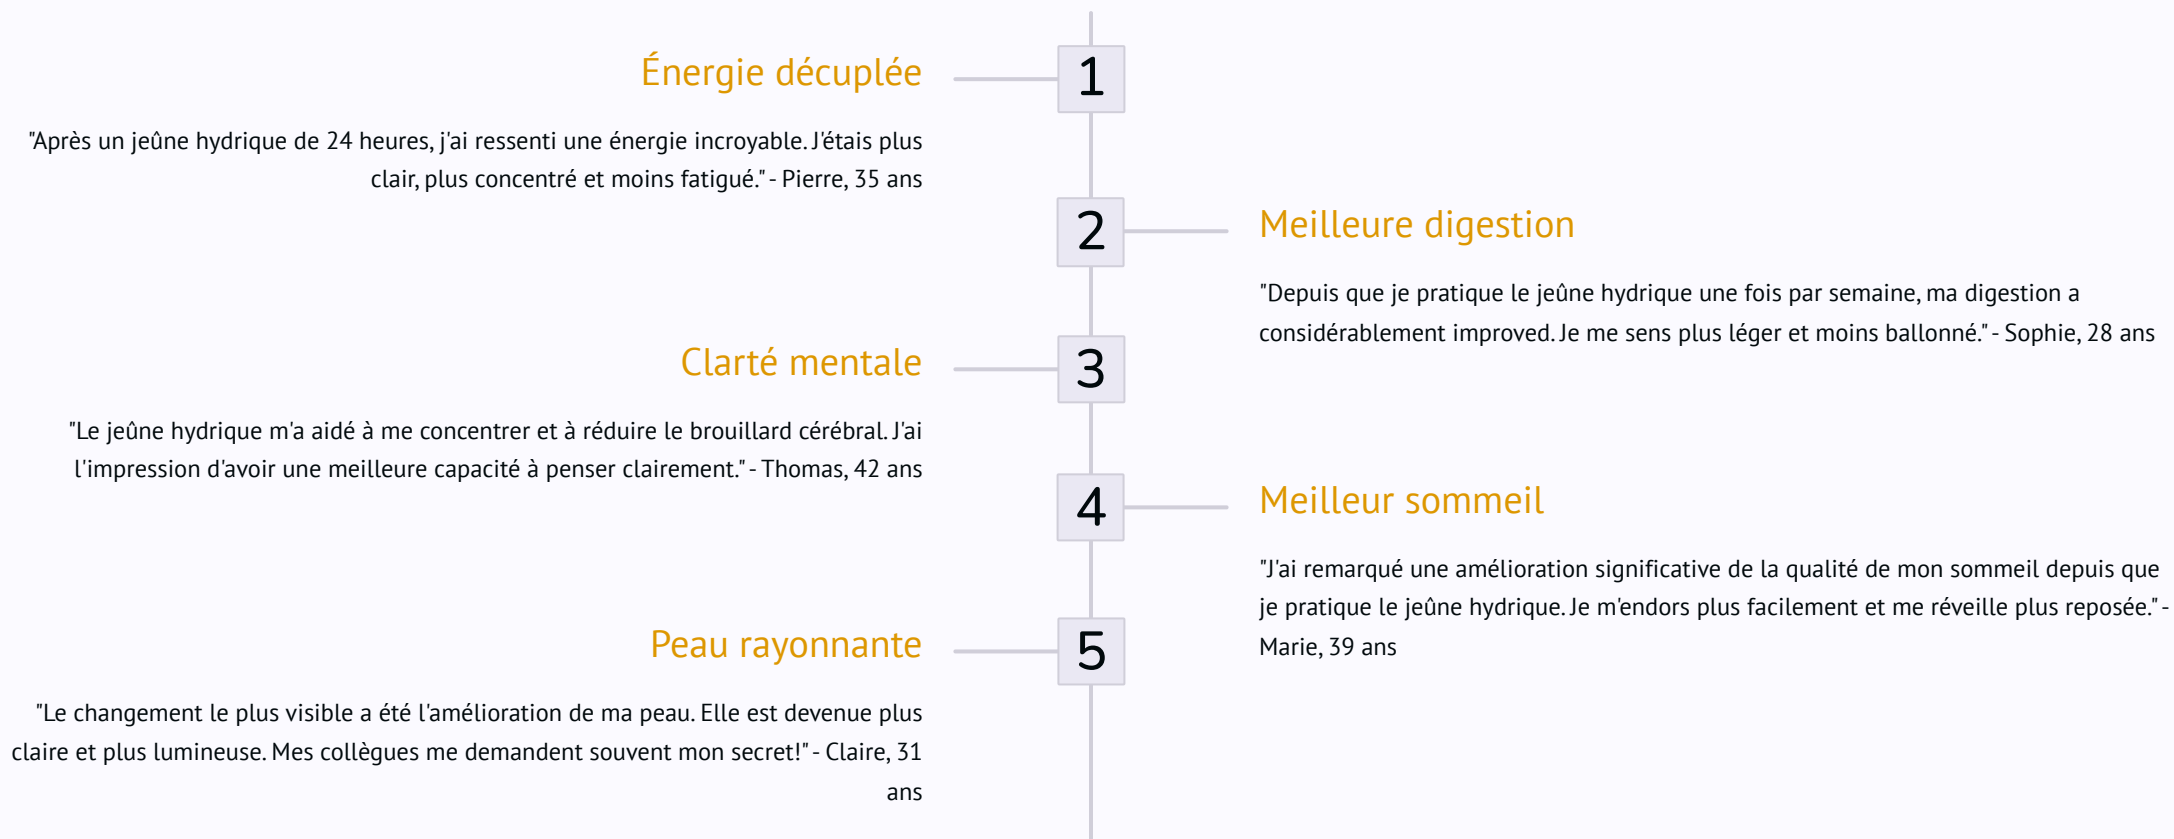 1
Énergie décuplée
"Après un jeûne hydrique de 24 heures, j'ai ressenti une énergie incroyable. J'étais plus
clair, plus concentré et moins fatigué." - Pierre, 35 ans
2
Meilleure digestion
"Depuis que je pratique le jeûne hydrique une fois par semaine, ma digestion a
considérablement improved. Je me sens plus léger et moins ballonné." - Sophie, 28 ans
3
Clarté mentale
"Le jeûne hydrique m'a aidé à me concentrer et à réduire le brouillard cérébral. J'ai
l'impression d'avoir une meilleure capacité à penser clairement." - Thomas, 42 ans
4
Meilleur sommeil
"J'ai remarqué une amélioration significative de la qualité de mon sommeil depuis que
je pratique le jeûne hydrique. Je m'endors plus facilement et me réveille plus reposée." -
Marie, 39 ans
5
Peau rayonnante
"Le changement le plus visible a été l'amélioration de ma peau. Elle est devenue plus
claire et plus lumineuse. Mes collègues me demandent souvent mon secret!" - Claire, 31
ans